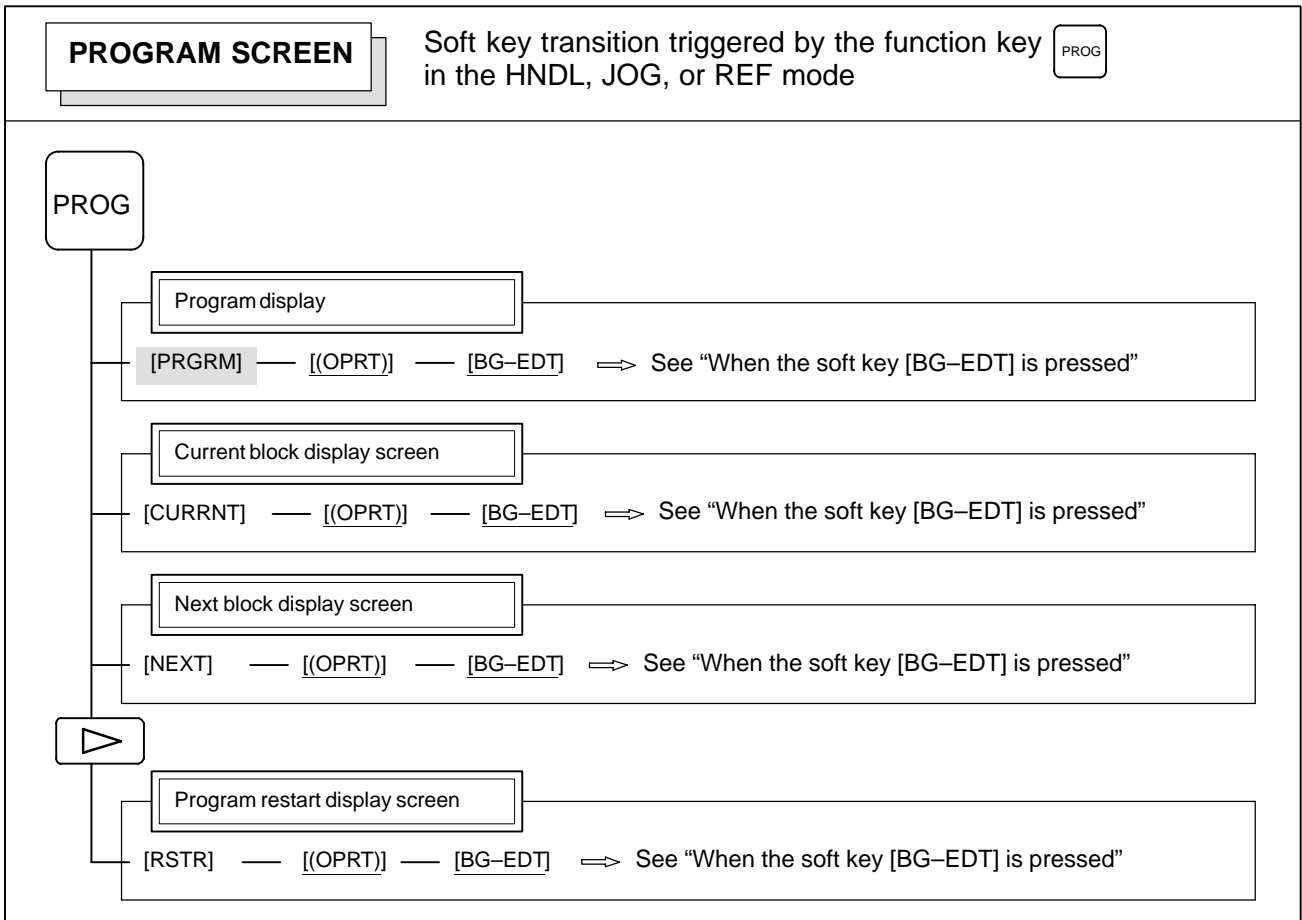 PROGRAM SCREEN
Soft key transition triggered by the function key PROG
in the HNDL, JOG, or REF mode
PROG
Program display
[PRGRM] [(OPRT)] [BG–EDT] See “When the soft key [BG–EDT] is pressed”
Current block display screen
[CURRNT] [(OPRT)] [BG–EDT] See “When the soft key [BG–EDT] is pressed”
Next block display screen
[NEXT] [(OPRT)] [BG–EDT] See “When the soft key [BG–EDT] is pressed”
Program restart display screen
[RSTR] [(OPRT)] [BG–EDT] See “When the soft key [BG–EDT] is pressed”